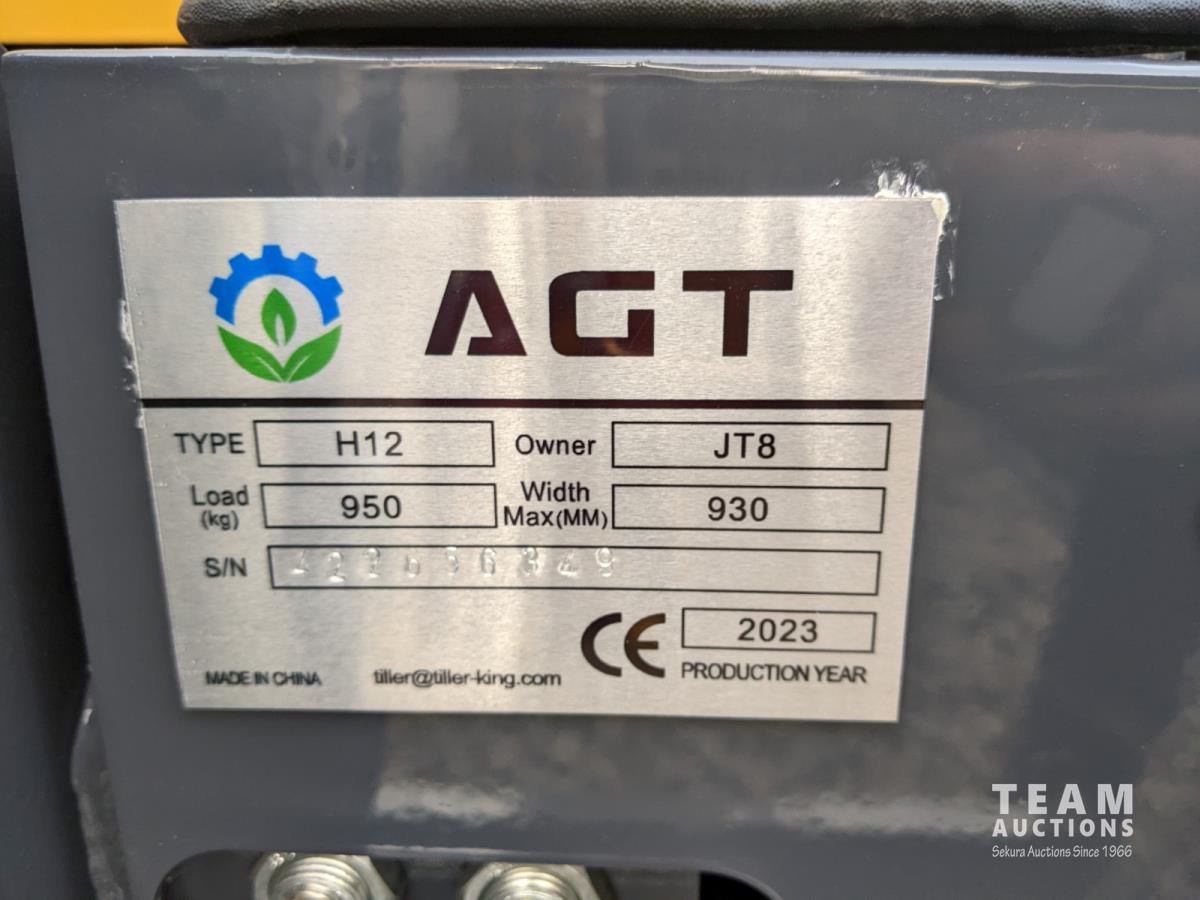 AGT
TYPE H12 Owner JT8
Load (kg) 950 Width Max(MM) 930
S/N
CE 2023
MADE IN CHINA tiller@tiller-king.com PRODUCTION YEAR
TEAM
AUCTIONS
Sekura Auctions Since 1966